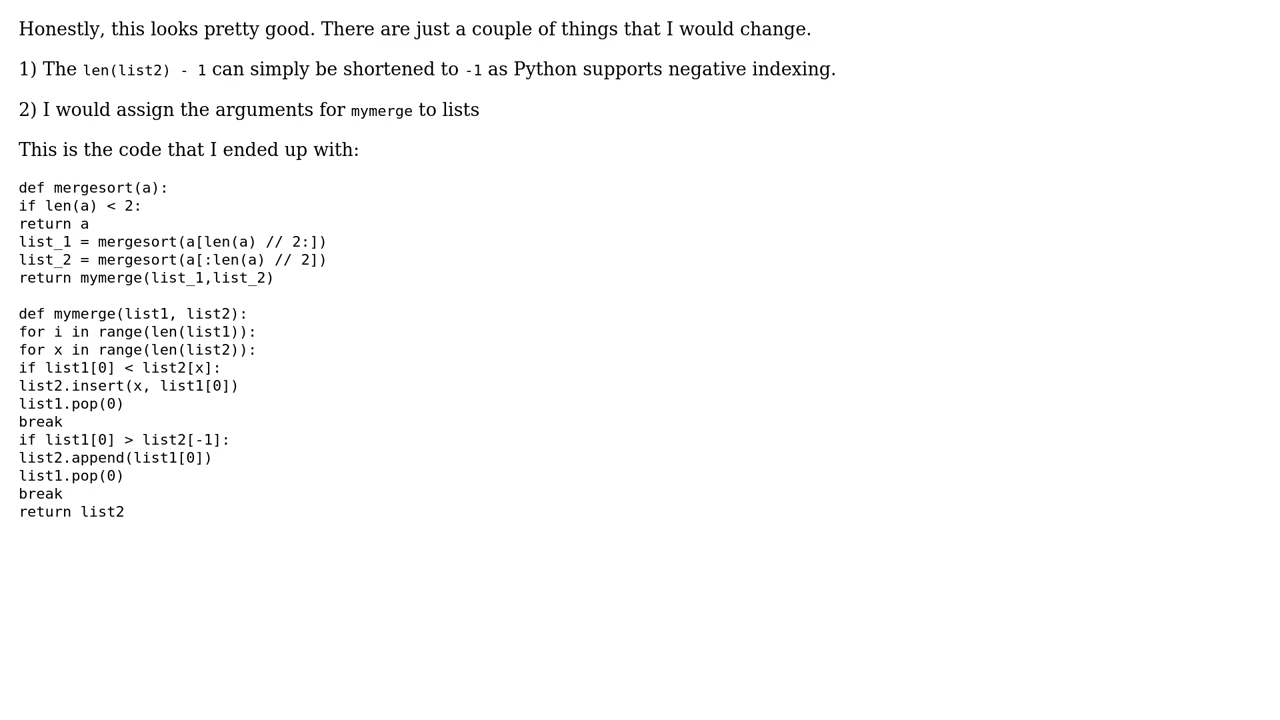 Honestly, this looks pretty good. There are just a couple of things that I would change.
1) The len(list2) - 1 can simply be shortened to -1 as Python supports negative indexing.
2) I would assign the arguments for mymerge to lists
This is the code that I ended up with:
def mergesort(a):
if len(a) < 2:
return a
list_1 = mergesort(a[len(a) // 2:])
list_2 = mergesort(a[:len(a) // 2])
return mymerge(list_1,list_2)

def mymerge(list1, list2):
for i in range(len(list1)):
for x in range(len(list2)):
if list1[0] < list2[x]:
list2.insert(x, list1[0])
list1.pop(0)
break
if list1[0] > list2[-1]:
list2.append(list1[0])
list1.pop(0)
break
return list2